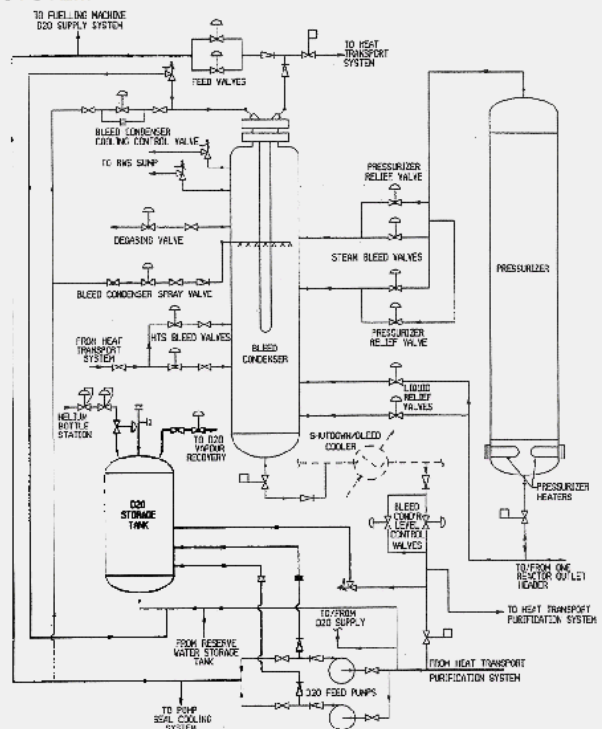 TO FUELLING MACHINE
D2O SUPPLY SYSTEM
TO HEAT
TRANSPORT
SYSTEM
FEED VALVES
BLEED CONDENSER
COOLING CONTROL VALVE
TO RWS SUMP
PRESSURIZER
RELIEF VALVE
DEGASING VALVE
STEAM BLEED VALVES
PRESSURIZER
BLEED CONDENSER SPRAY VALVE
PRESSURIZER
RELIEF VALVE
HTS BLEED VALVES
FROM HEAT
TRANSPORT
SYSTEM
BLEED
CONDENSER
LIQUID
RELIEF
VALVES
HELIUM
BOTTLE
STATION
TO D2O
VAPOUR
RECOVERY
SHUTDOWN/BLEED
COOLER
PRESSURIZER
HEATERS
D2O
STORAGE
TANK
BLEED
COND'R
LEVEL
CONTROL
VALVES
TO/FROM ONE
REACTOR OUTLET
HEADER
TO HEAT TRANSPORT
PURIFICATION SYSTEM
TO/FROM
D2O SUPPLY
FROM RESERVE
WATER STORAGE
TANK
FROM HEAT TRANSPORT
PURIFICATION SYSTEM
D2O FEED PUMPS
TO PUMP
SEAL COOLING
SYSTEM